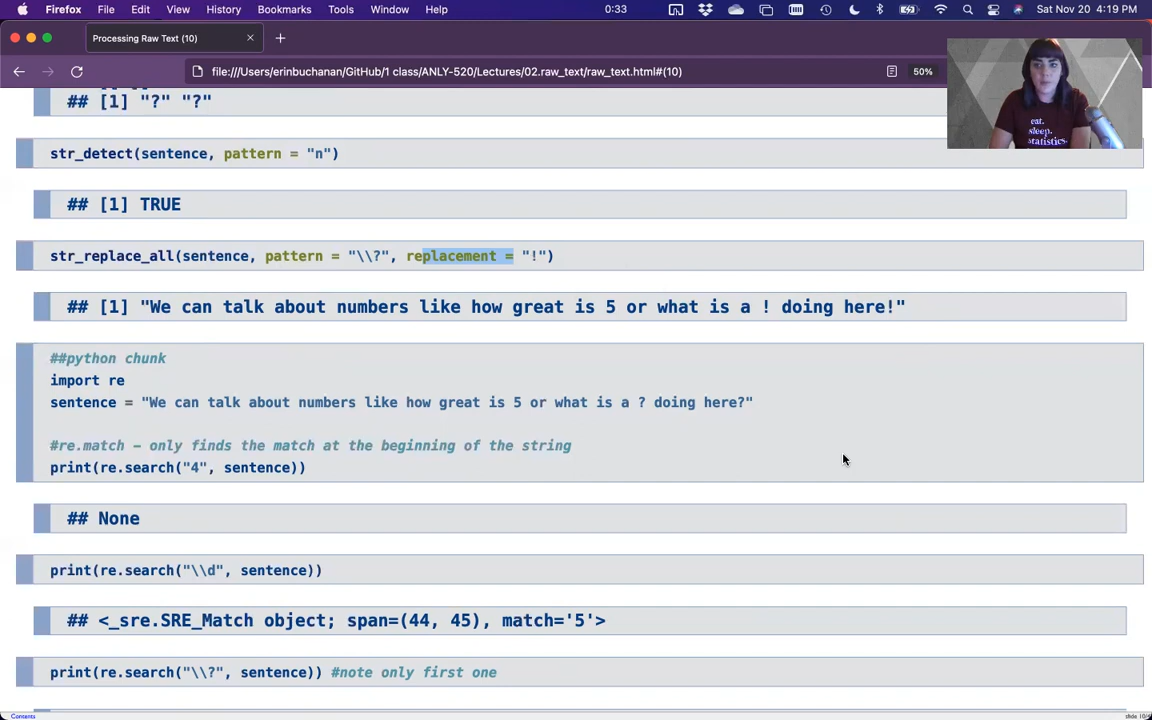 Firefox File Edit View History Bookmarks Tools Window Help 0:33 Sat Nov 20 4:19 PM
Processing Raw Text (10)
file:///Users/erinbuchanan/GitHub/1 class/ANLY-520/Lectures/02.raw_text/raw_text.html#(10) 50%
eat.
sleep.
statistics.
## [1] "?" "?"
str_detect(sentence, pattern = "n")
## [1] TRUE
str_replace_all(sentence, pattern = "\\?", replacement = "!")
## [1] "We can talk about numbers like how great is 5 or what is a ! doing here!"
##python chunk
import re
sentence = "We can talk about numbers like how great is 5 or what is a ? doing here?"
#re.match – only finds the match at the beginning of the string
print(re.search("4", sentence))
## None
print(re.search("\\d", sentence))
## <_sre.SRE_Match object; span=(44, 45), match='5'>
print(re.search("\\?", sentence)) #note only first one
Contents